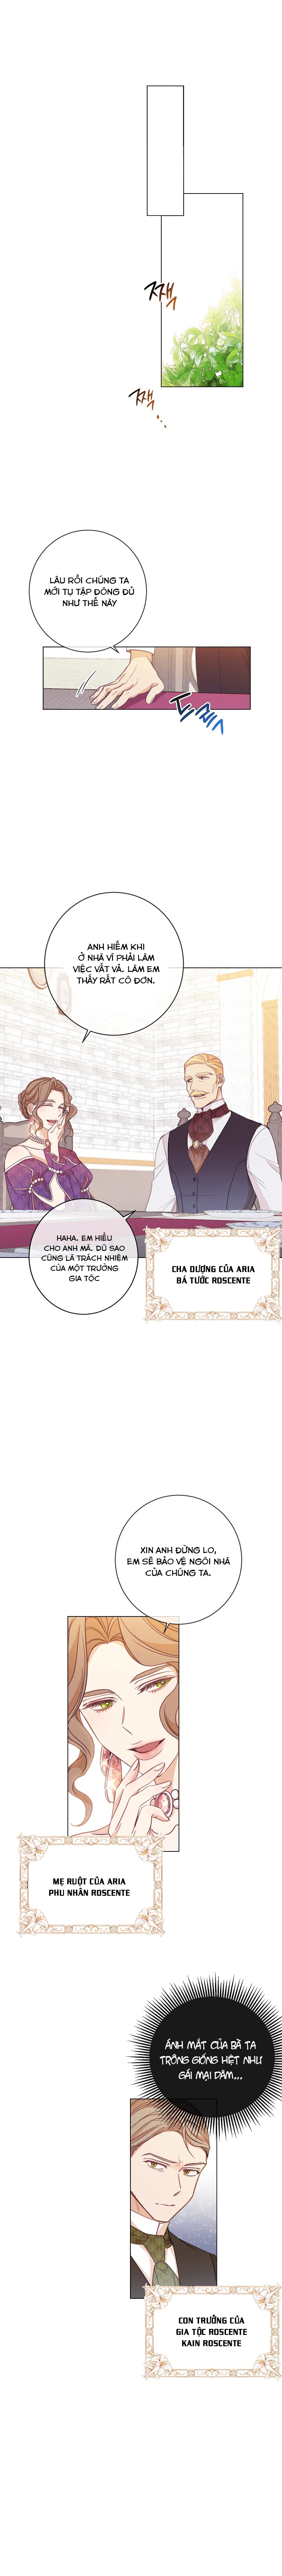 짹
짹
LÂU RỒI CHÚNG TA
MỚI TỤ TẬP ĐÔNG ĐỦ
NHƯ THẾ NÀY
ANH HIẾM KHI
Ở NHÀ VÌ PHẢI LÀM
VIỆC VẤT VẢ. LÀM EM
THẤY RẤT CÔ ĐƠN.
HAHA. EM HIỂU
CHO ANH MÀ. DÙ SAO
CŨNG LÀ TRÁCH NHIỆM
CỦA MỘT TRƯỞNG
GIA TỘC
CHA DƯỢNG CỦA ARIA
BÁ TƯỚC ROSCENTE
XIN ANH ĐỪNG LO,
EM SẼ BẢO VỆ NGÔI NHÀ
CỦA CHÚNG TA.
MẸ RUỘT CỦA ARIA
PHU NHÂN ROSCENTE
ÁNH MẮT CỦA BÀ TA
TRÔNG GIỐNG HỆT NHƯ
GÁI MẠI DÂM...
CON TRƯỞNG CỦA
GIA TỘC ROSCENTE
KAIN ROSCENTE